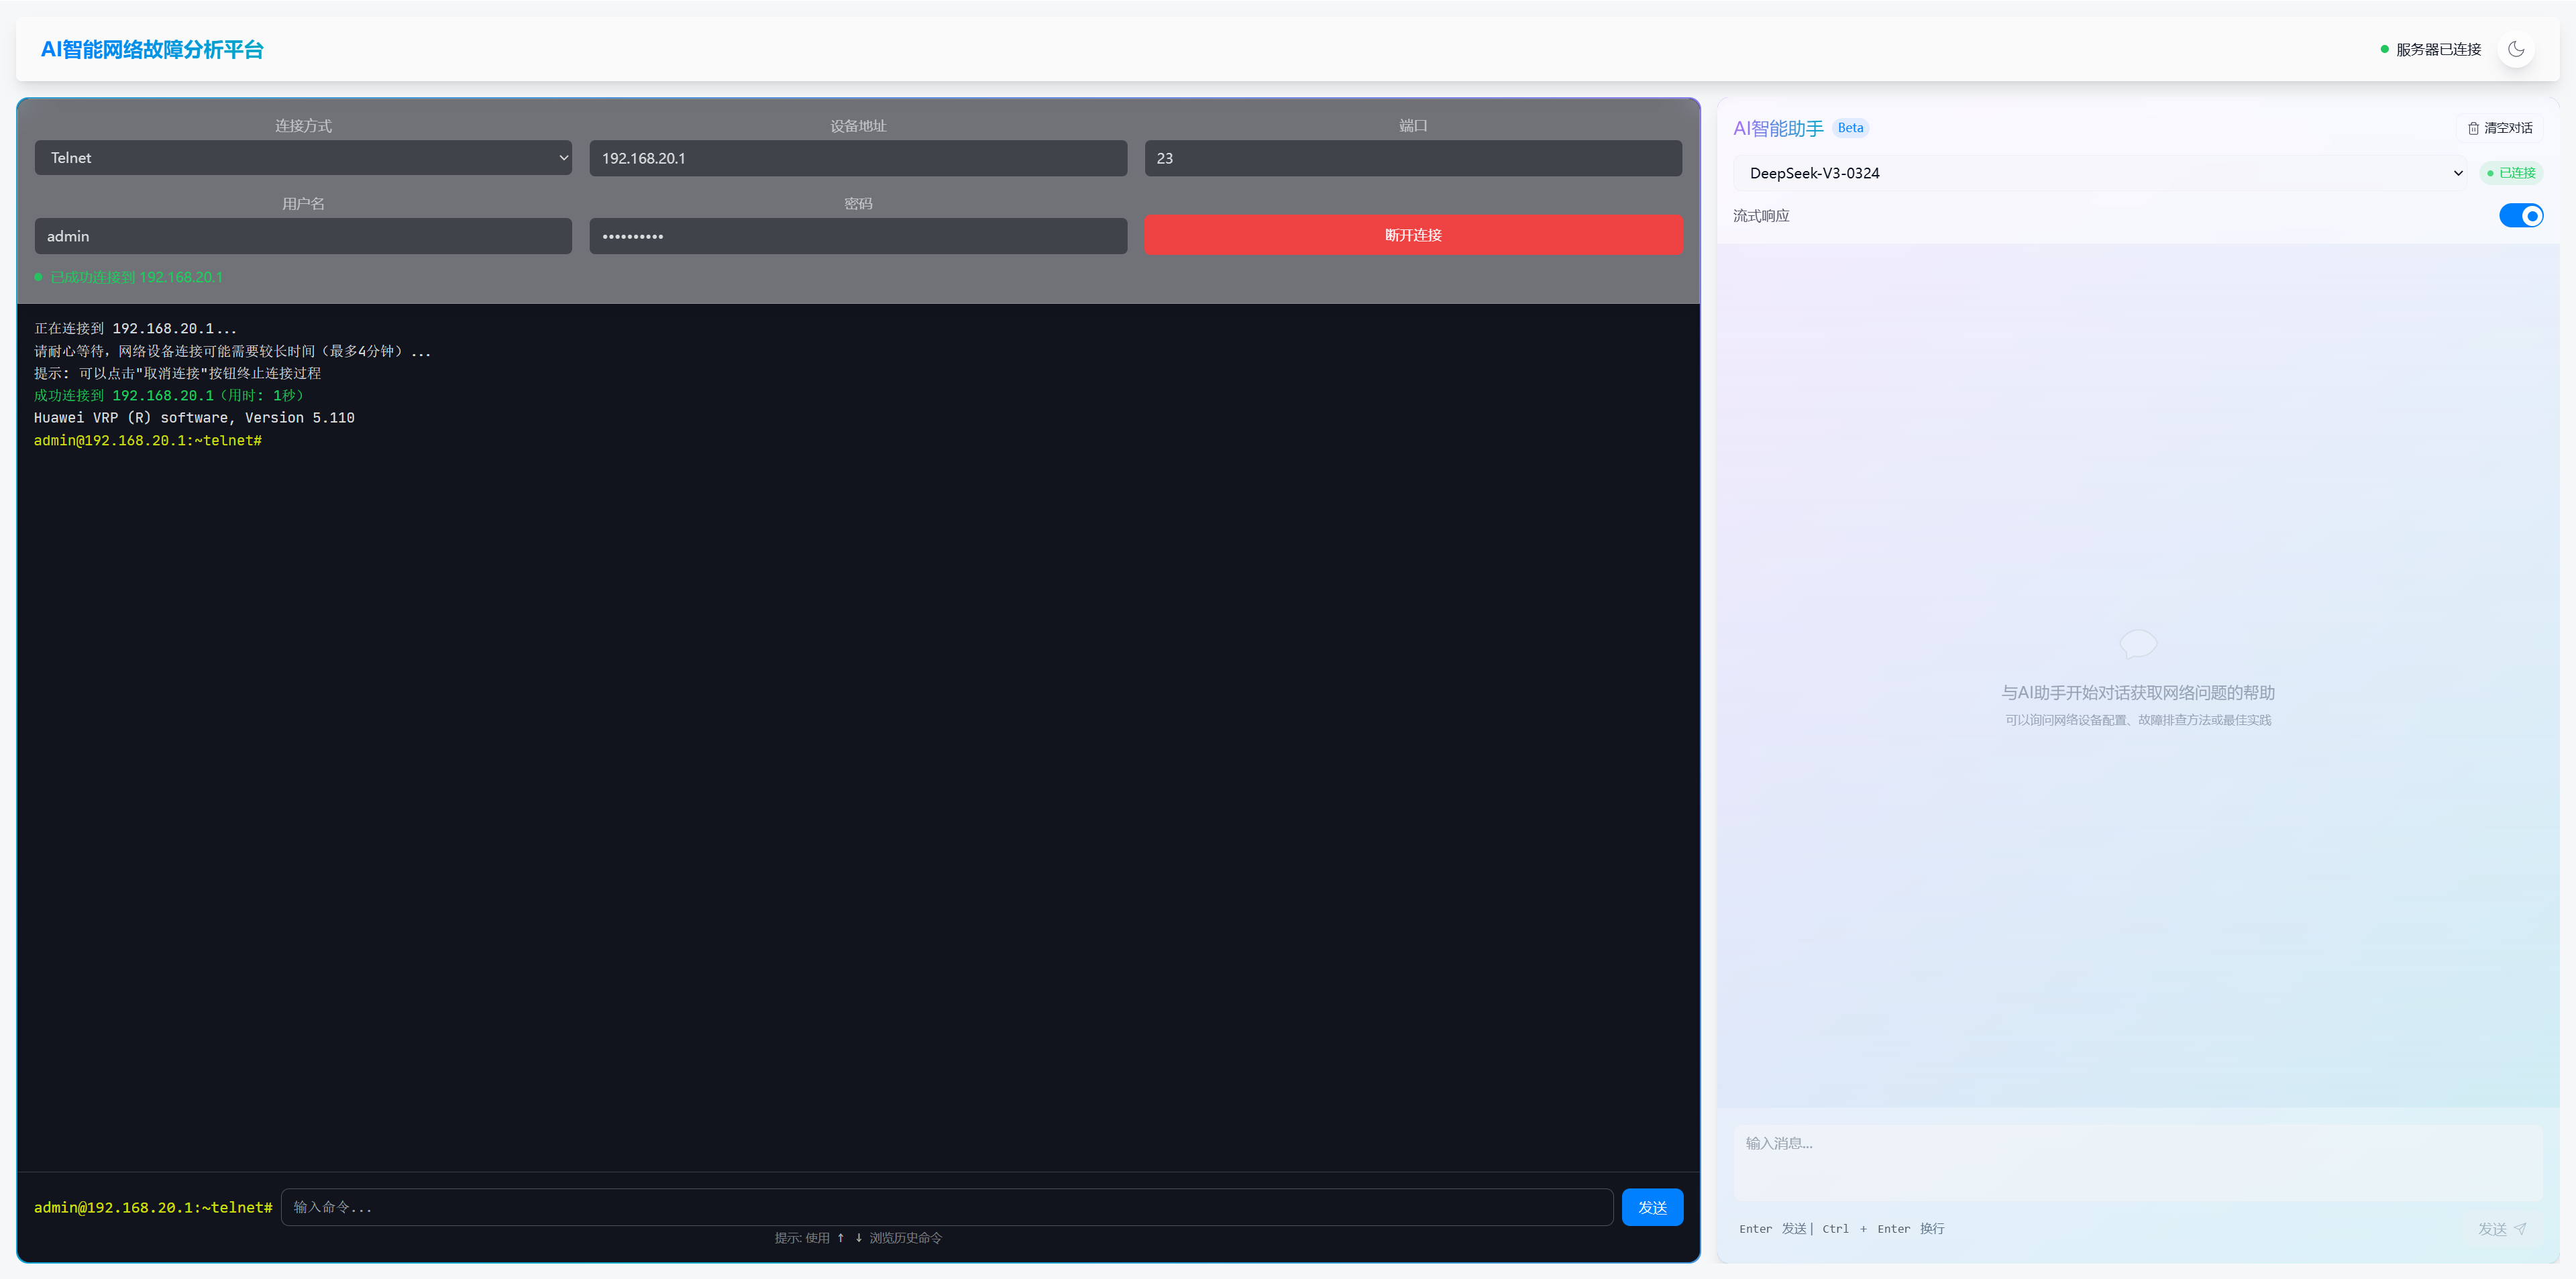 AI智能网络故障分析平台
服务器已连接
连接方式
设备地址
端口
Telnet
192.168.20.1
23
用户名
密码
admin
••••••••••
断开连接
已成功连接到 192.168.20.1
正在连接到 192.168.20.1...
请耐心等待，网络设备连接可能需要较长时间（最多4分钟）...
提示: 可以点击"取消连接"按钮终止连接过程
成功连接到 192.168.20.1（用时: 1秒）
Huawei VRP (R) software, Version 5.110
admin@192.168.20.1:~telnet#
admin@192.168.20.1:~telnet#
输入命令...
发送
提示: 使用 ↑ ↓ 浏览历史命令
AI智能助手
Beta
清空对话
DeepSeek-V3-0324
已连接
流式响应
与AI助手开始对话获取网络问题的帮助
可以询问网络设备配置、故障排查方法或最佳实践
输入消息...
Enter 发送 | Ctrl + Enter 换行
发送